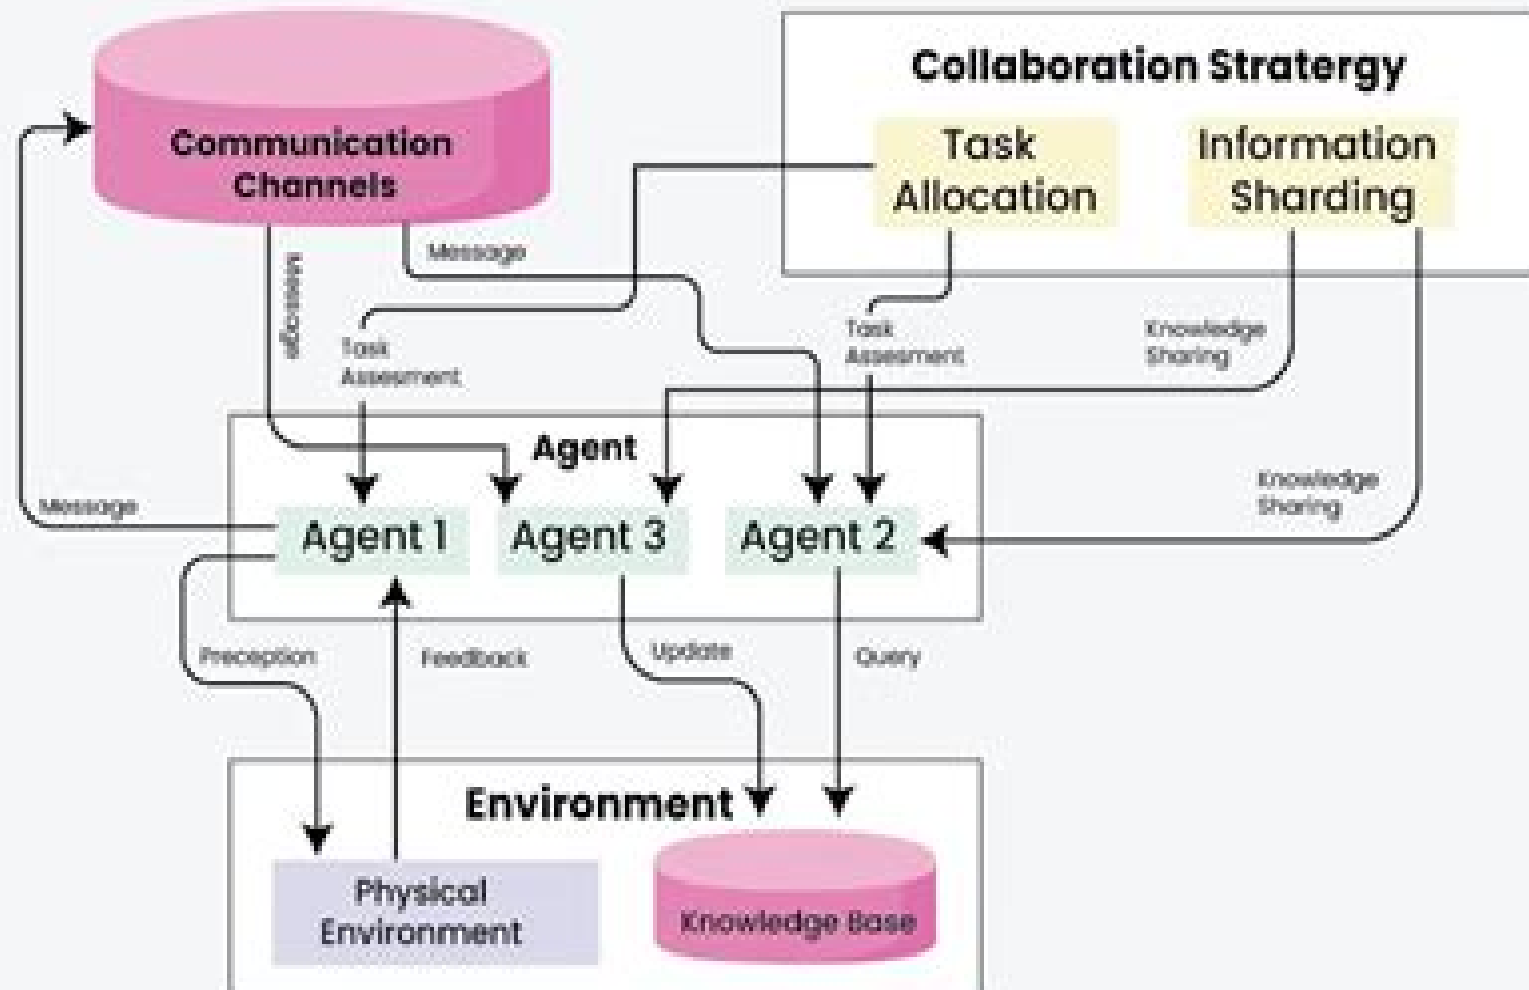 Collaboration Stratergy
Communication
Channels
Task
Allocation
Information
Sharding
Message
Message
Task
Assesment
Task
Assesment
Knowledge
Sharing
Agent
Knowledge
Sharing
Message
Agent 1
Agent 3
Agent 2
Preception
Feedback
Update
Query
Environment
Physical
Environment
Knowledge Base